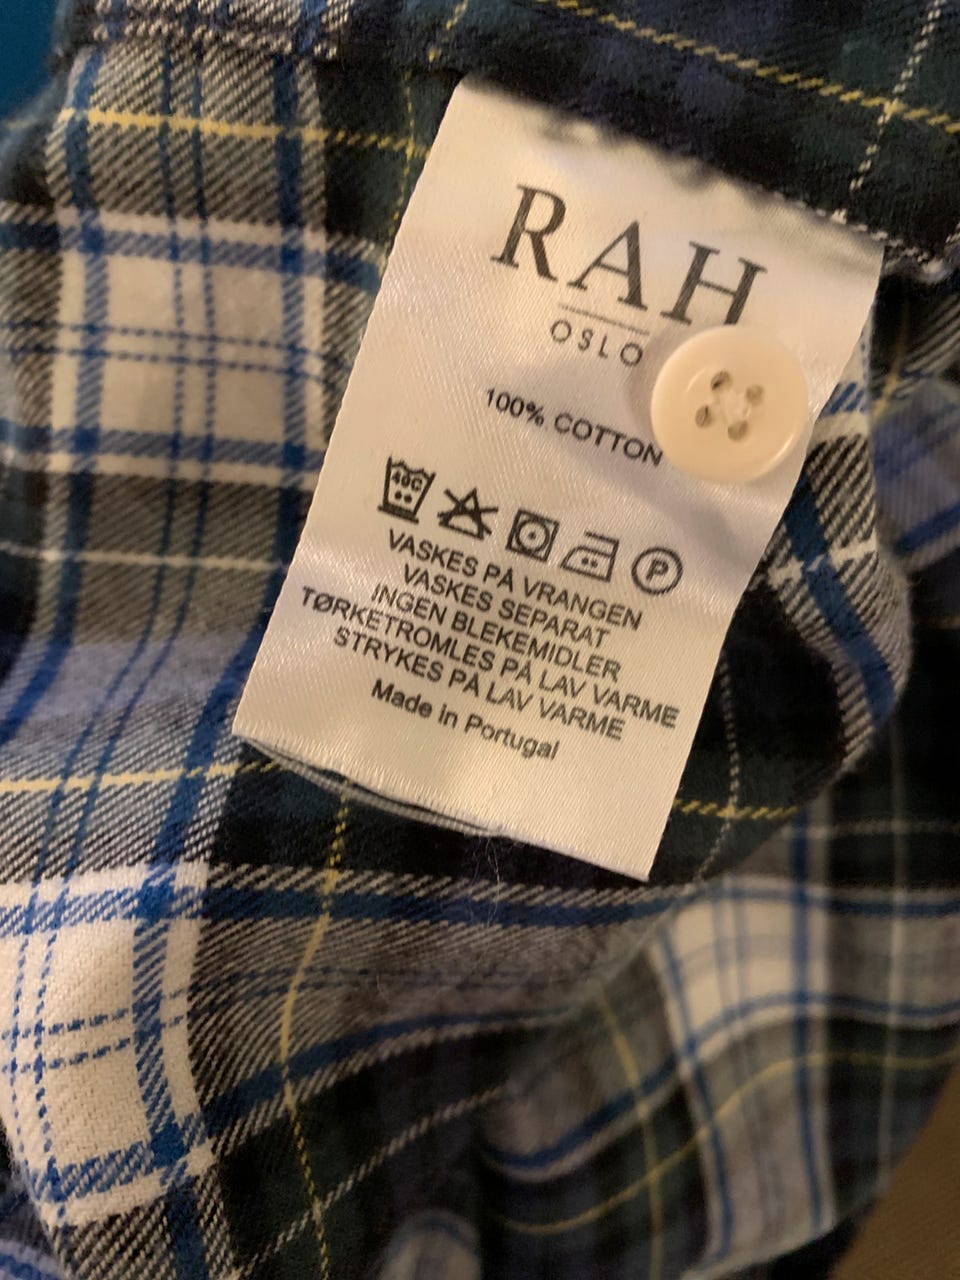 RAH
OSLO
100% COTTON
40C
P
VASKES PÅ VRANGEN
VASKES SEPARAT
INGEN BLEKEMIDLER
TØRKETROMLES PÅ LAV VARME
STRYKES PÅ LAV VARME
Made in Portugal